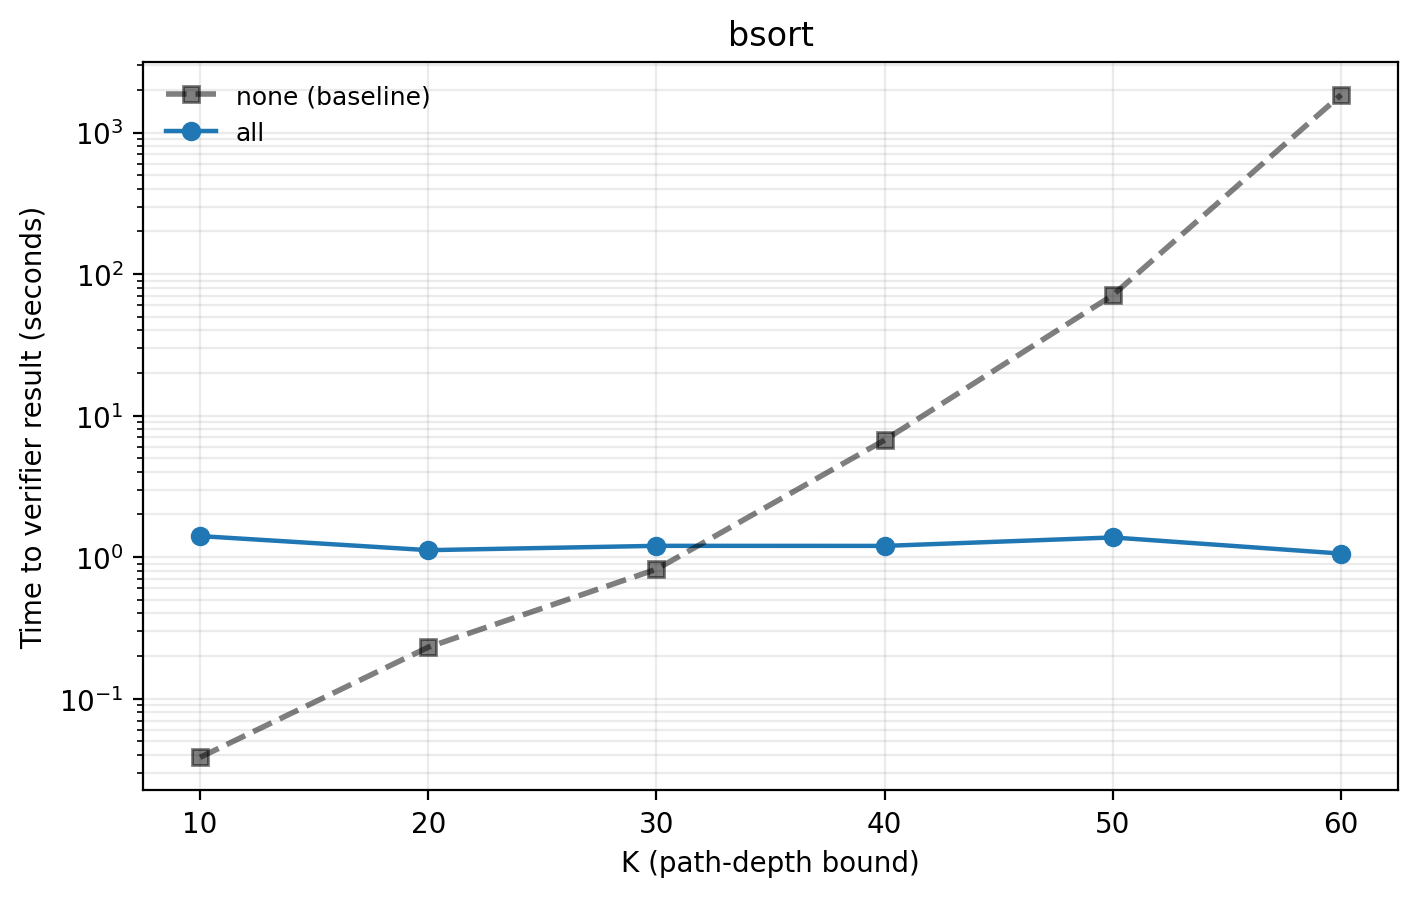 bsort
none (baseline)
all
Time to verifier result (seconds)
10³
10²
10¹
10⁰
10⁻¹
10 20 30 40 50 60
K (path-depth bound)